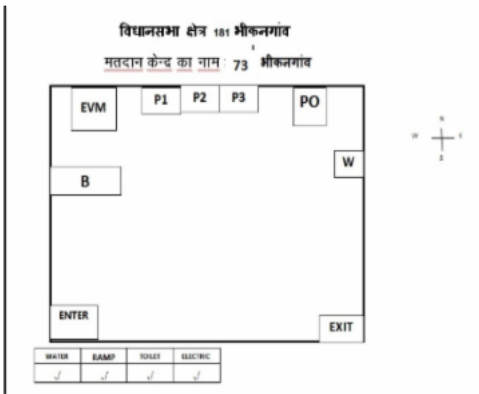 विधानसभा क्षेत्र 181 भीकनगांव
मतदान केन्द का नाम : 73 भीकनगांव
EVM P1 P2 P3 PO
N
W E
S
W
B
ENTER
EXIT
WATER RAMP TOILET ELECTRIC
√ √ √ √